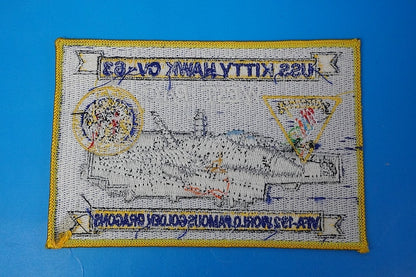 USS KITTY HAWK CV-63
VFA-192 WORLD FAMOUS GOLDEN DRAGONS